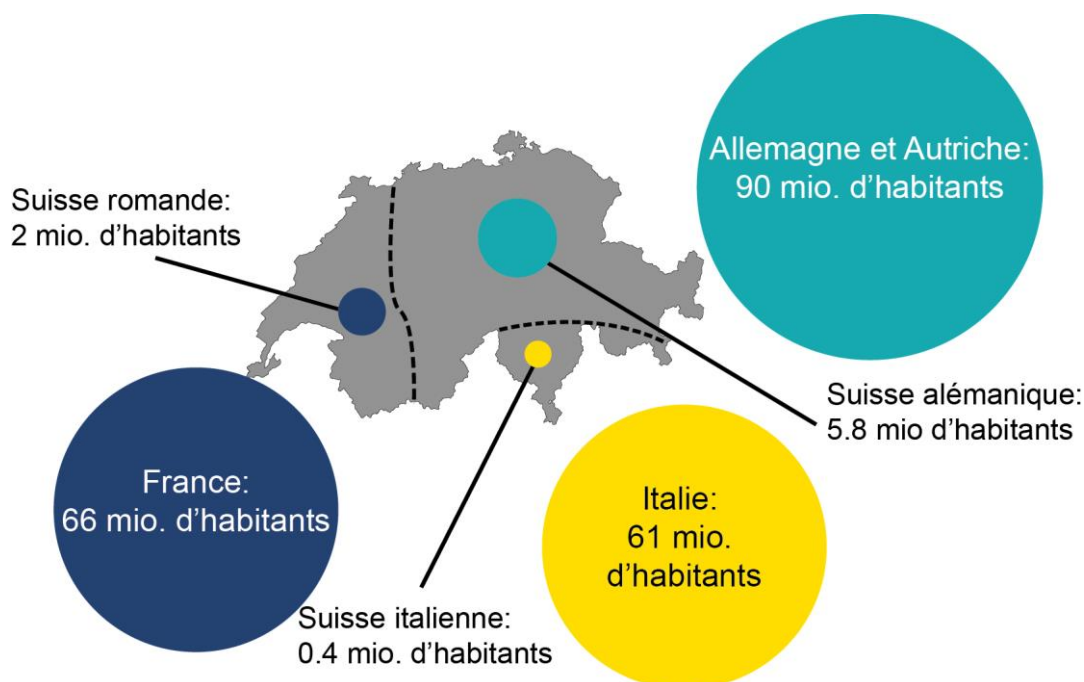 Allemagne et Autriche:
90 mio. d'habitants
Suisse romande:
2 mio. d'habitants
Suisse alémanique:
5.8 mio d'habitants
France:
66 mio. d'habitants
Italie:
61 mio.
d'habitants
Suisse italienne:
0.4 mio. d'habitants